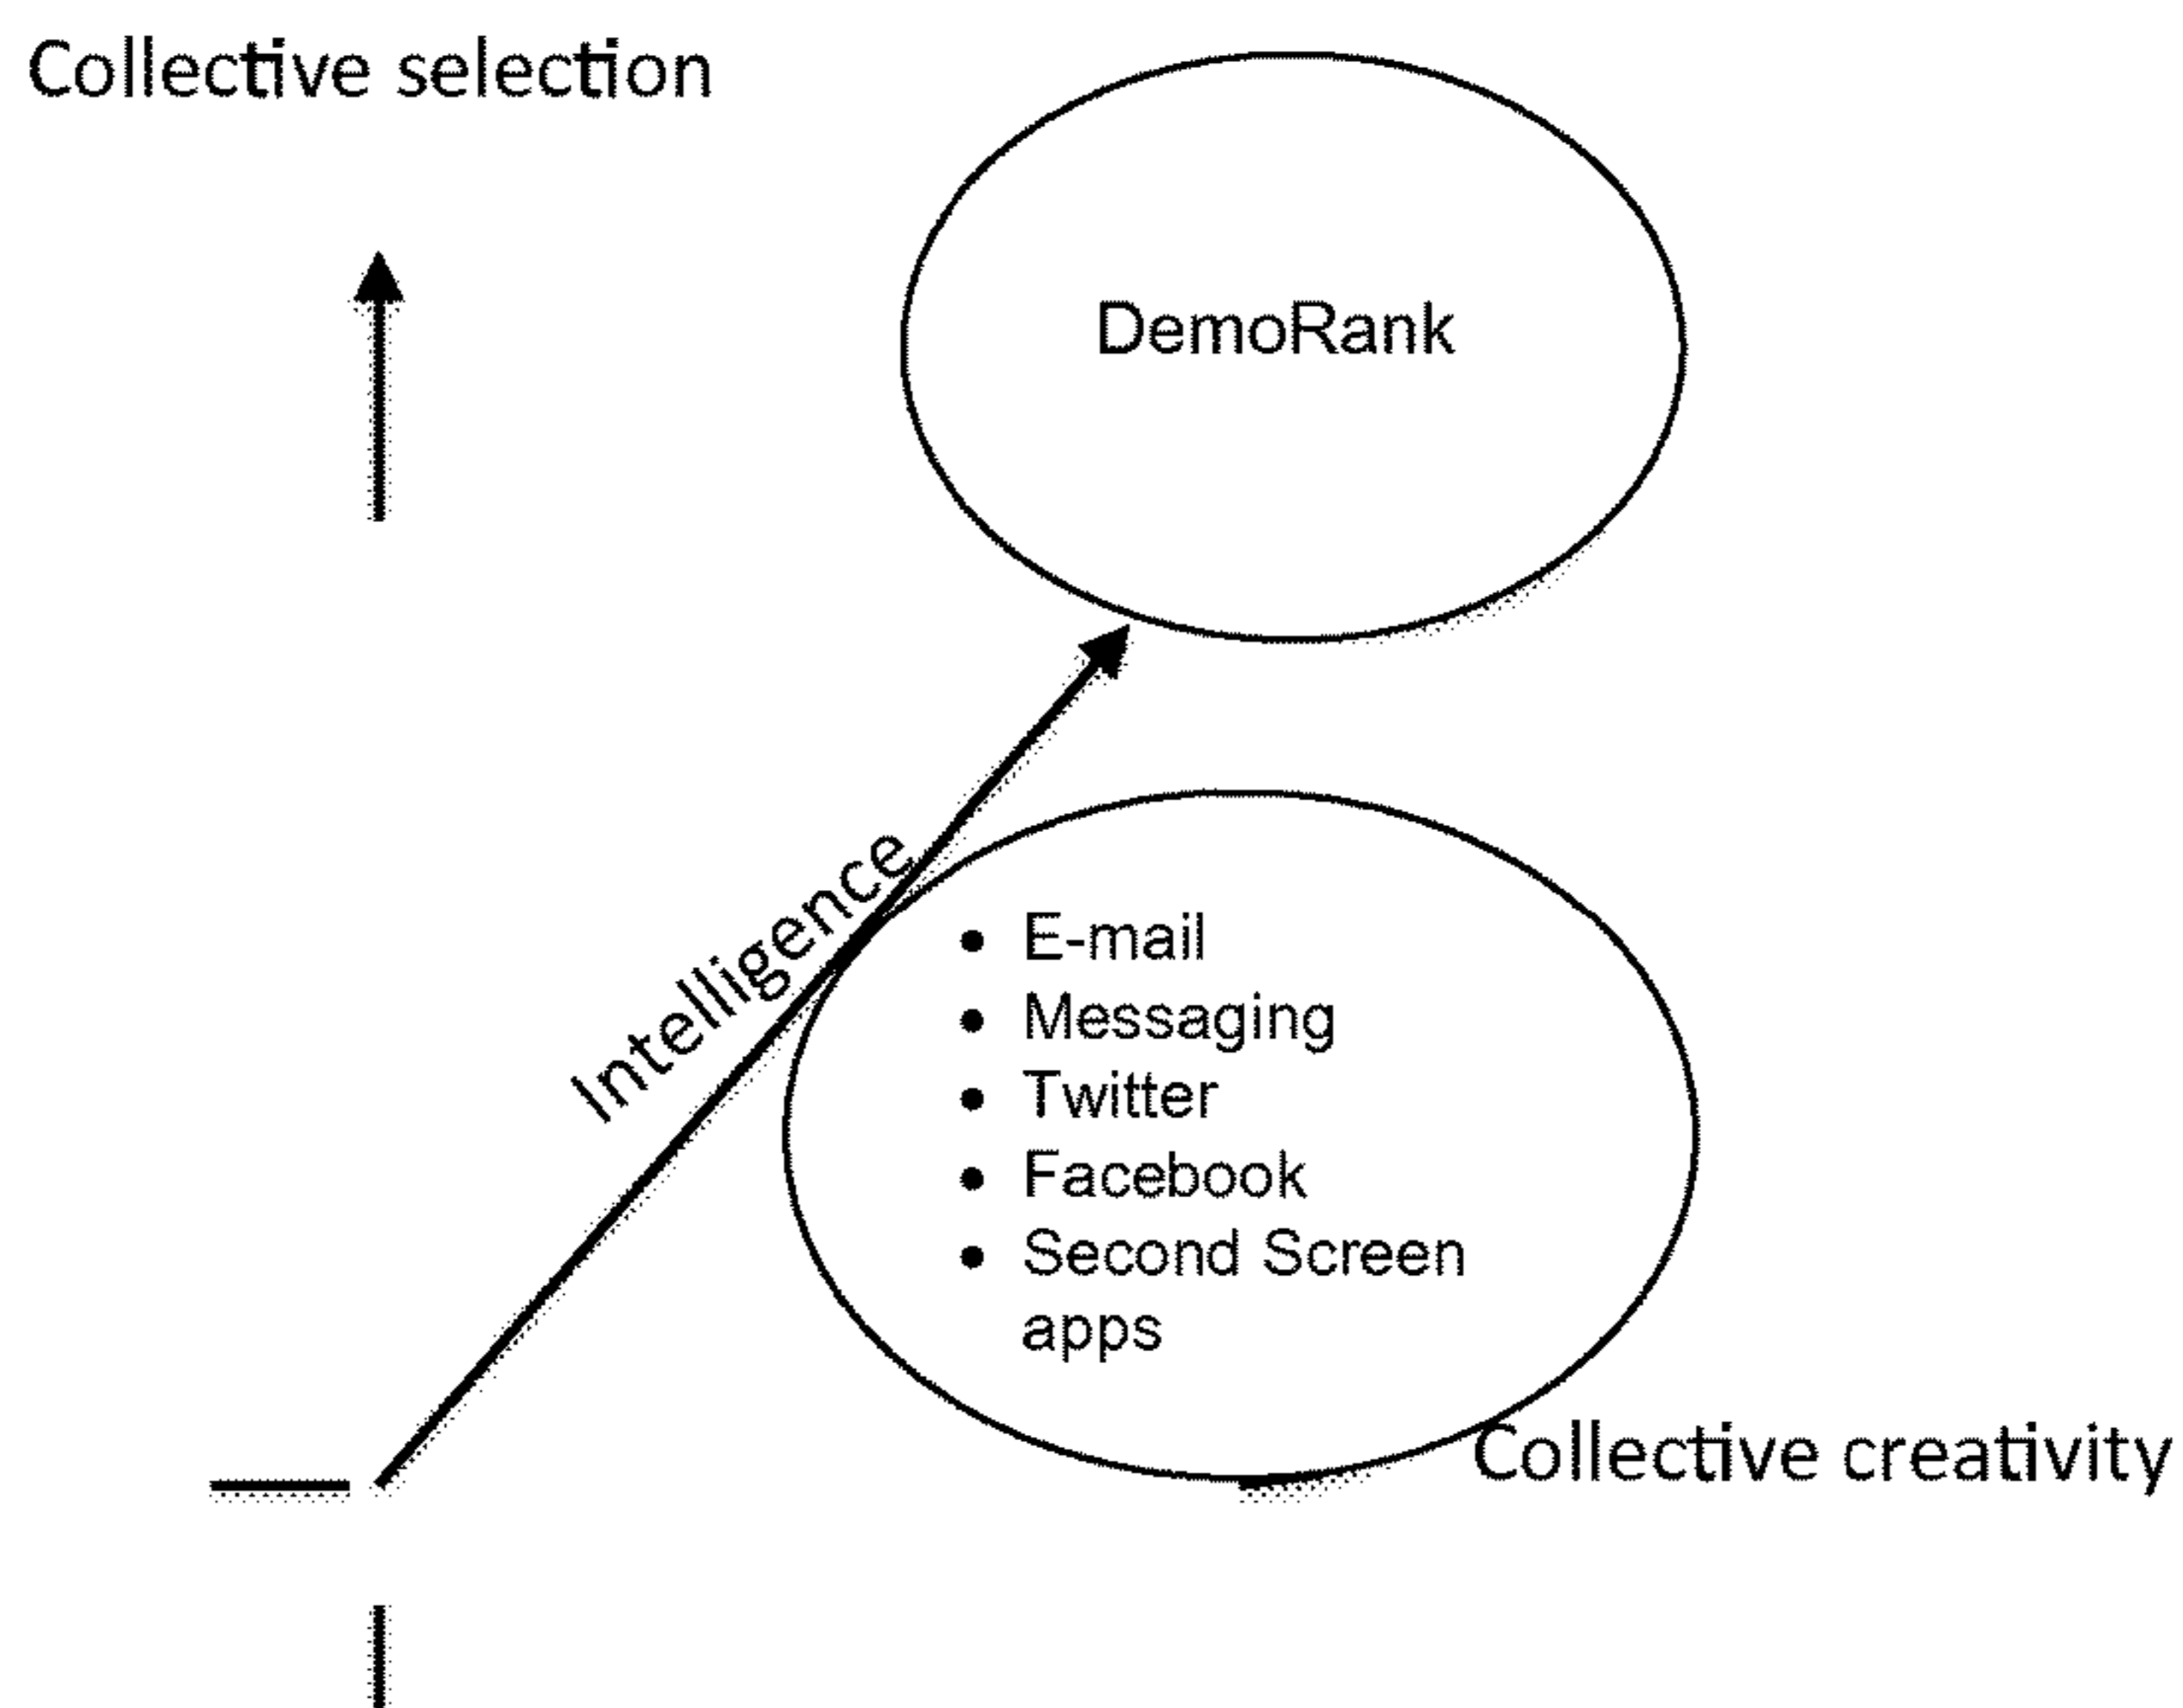 Collective selection
DemoRank
Intelligence
• E-mail
• Messaging
• Twitter
• Facebook
• Second Screen
apps
Collective creativity